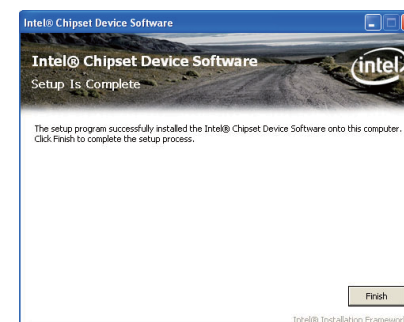 Intel® Chipset Device Software
Intel® Chipset Device Software
Setup Is Complete
intel
The setup program successfully installed the Intel® Chipset Device Software onto this computer.
Click Finish to complete the setup process.
Finish
Intel® Installation Framework